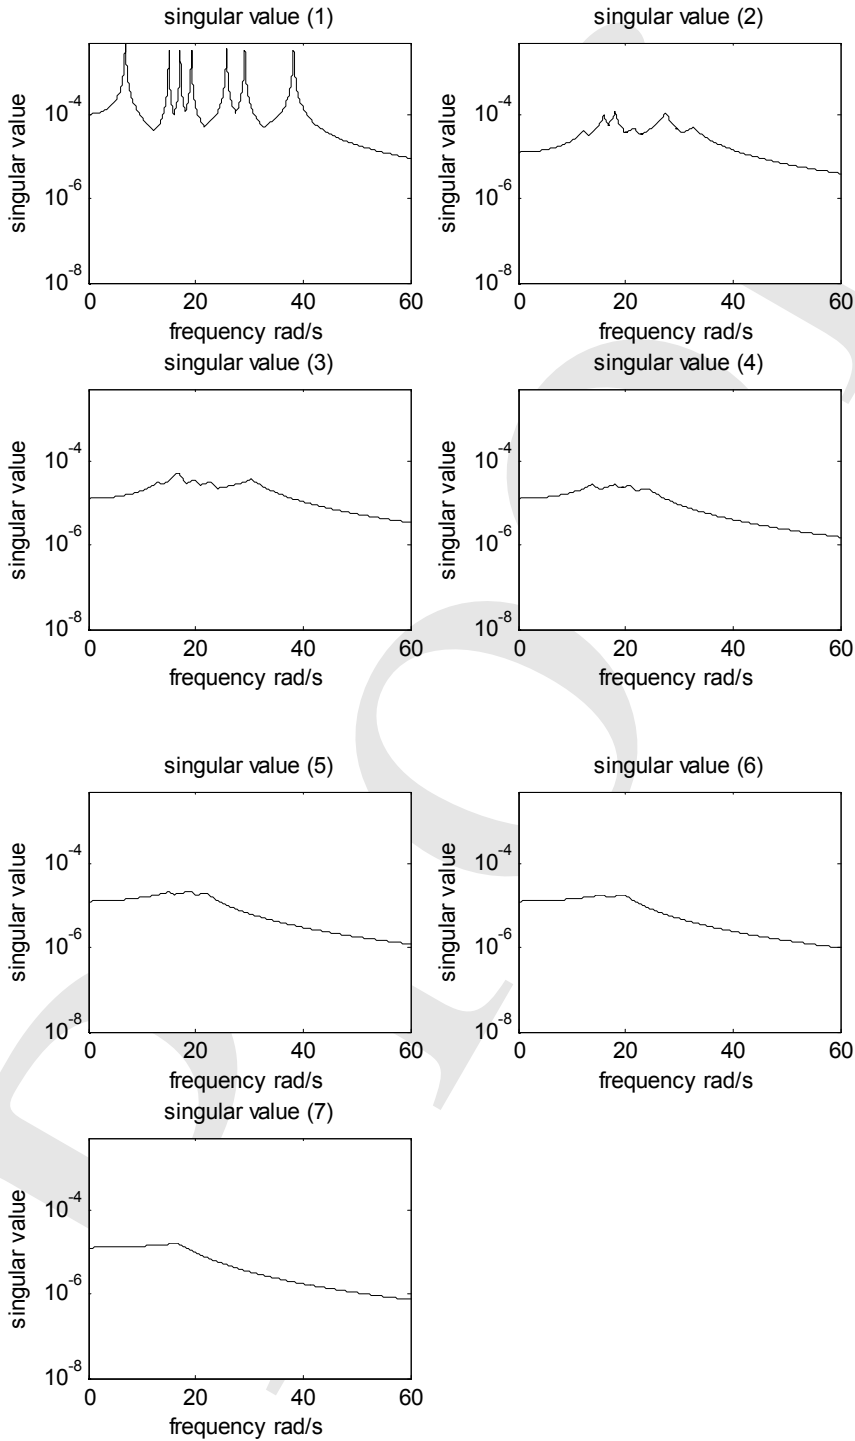 singular value (1)
singular value (2)
singular value
10^-4
10^-6
10^-8
0 20 40 60
frequency rad/s
singular value
10^-4
10^-6
10^-8
0 20 40 60
frequency rad/s
singular value (3)
singular value (4)
singular value
10^-4
10^-6
10^-8
0 20 40 60
frequency rad/s
singular value
10^-4
10^-6
10^-8
0 20 40 60
frequency rad/s
singular value (5)
singular value (6)
singular value
10^-4
10^-6
10^-8
0 20 40 60
frequency rad/s
singular value
10^-4
10^-6
10^-8
0 20 40 60
frequency rad/s
singular value (7)
singular value
10^-4
10^-6
10^-8
0 20 40 60
frequency rad/s